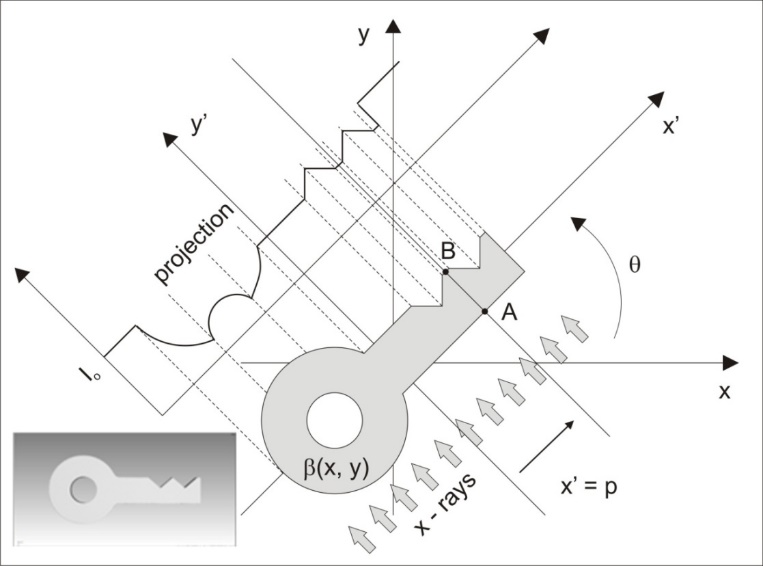 y
y'
x'
projection
B
θ
A
I₀
x
β(x, y)
x' = p
x - rays